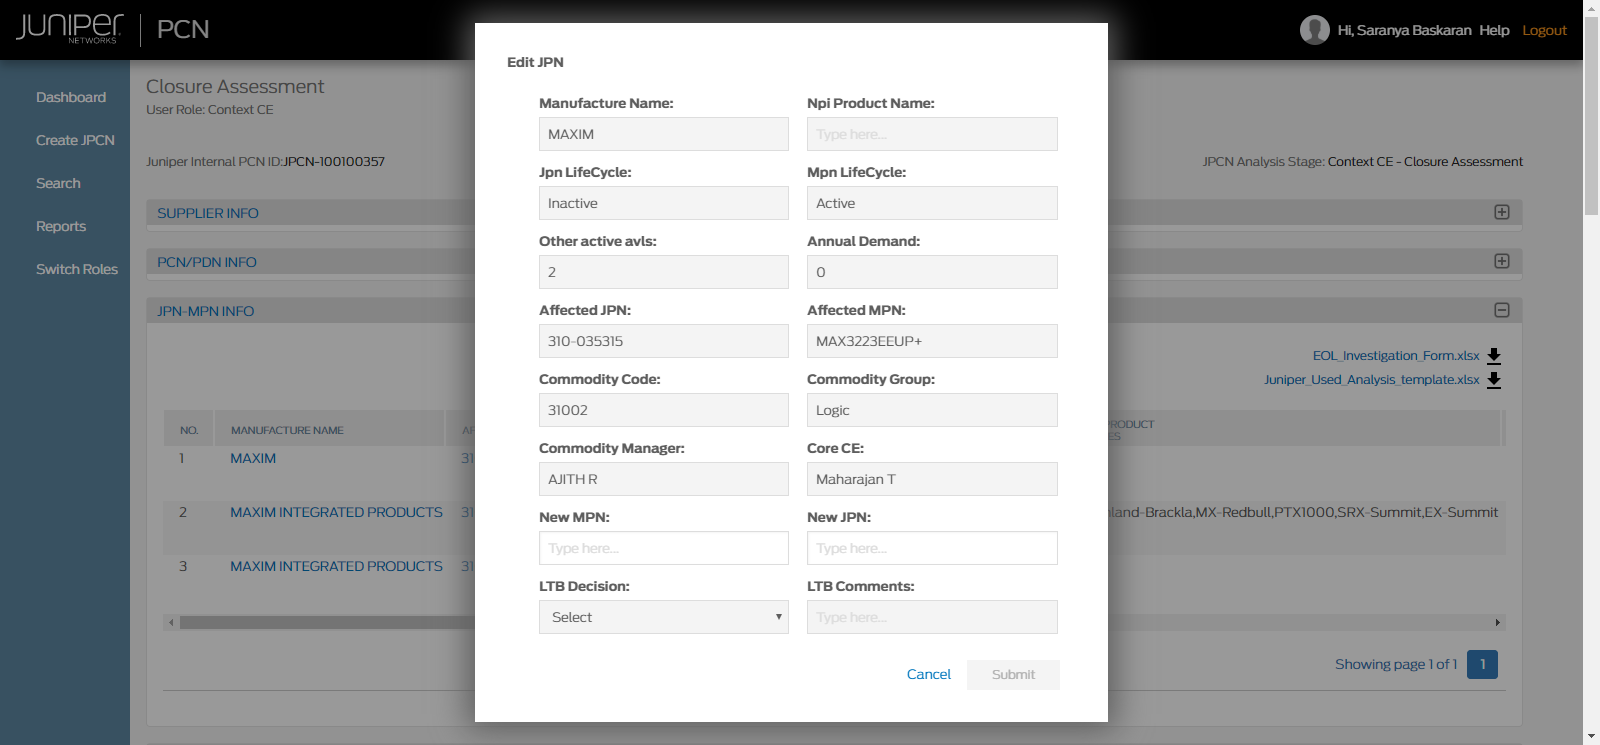 JUNIPER NETWORKS PCN
Hi, Saranya Baskaran Help Logout
Dashboard
Create JPCN
Search
Reports
Switch Roles
Closure Assessment
User Role: Context CE
Juniper Internal PCN ID:JPCN-100100357
JPCN Analysis Stage: Context CE - Closure Assessment
SUPPLIER INFO
PCN/PDN INFO
JPN-MPN INFO
EOL_Investigation_Form.xlsx
Juniper_Used_Analysis_template.xlsx
NO. MANUFACTURE NAME
1 MAXIM 31
2 MAXIM INTEGRATED PRODUCTS 31
-Brackla,MX-Redbull,PTX1000,SRX-Summit,EX-Summit
3 MAXIM INTEGRATED PRODUCTS 31
Showing page 1 of 1 1
Edit JPN
Manufacture Name: Npi Product Name:
MAXIM Type here...
Jpn LifeCycle: Mpn LifeCycle:
Inactive Active
Other active avls: Annual Demand:
2 0
Affected JPN: Affected MPN:
310-035315 MAX3223EEUP+
Commodity Code: Commodity Group:
31002 Logic
Commodity Manager: Core CE:
AJITH R Maharajan T
New MPN: New JPN:
Type here... Type here...
LTB Decision: LTB Comments:
Select Type here...
Cancel Submit